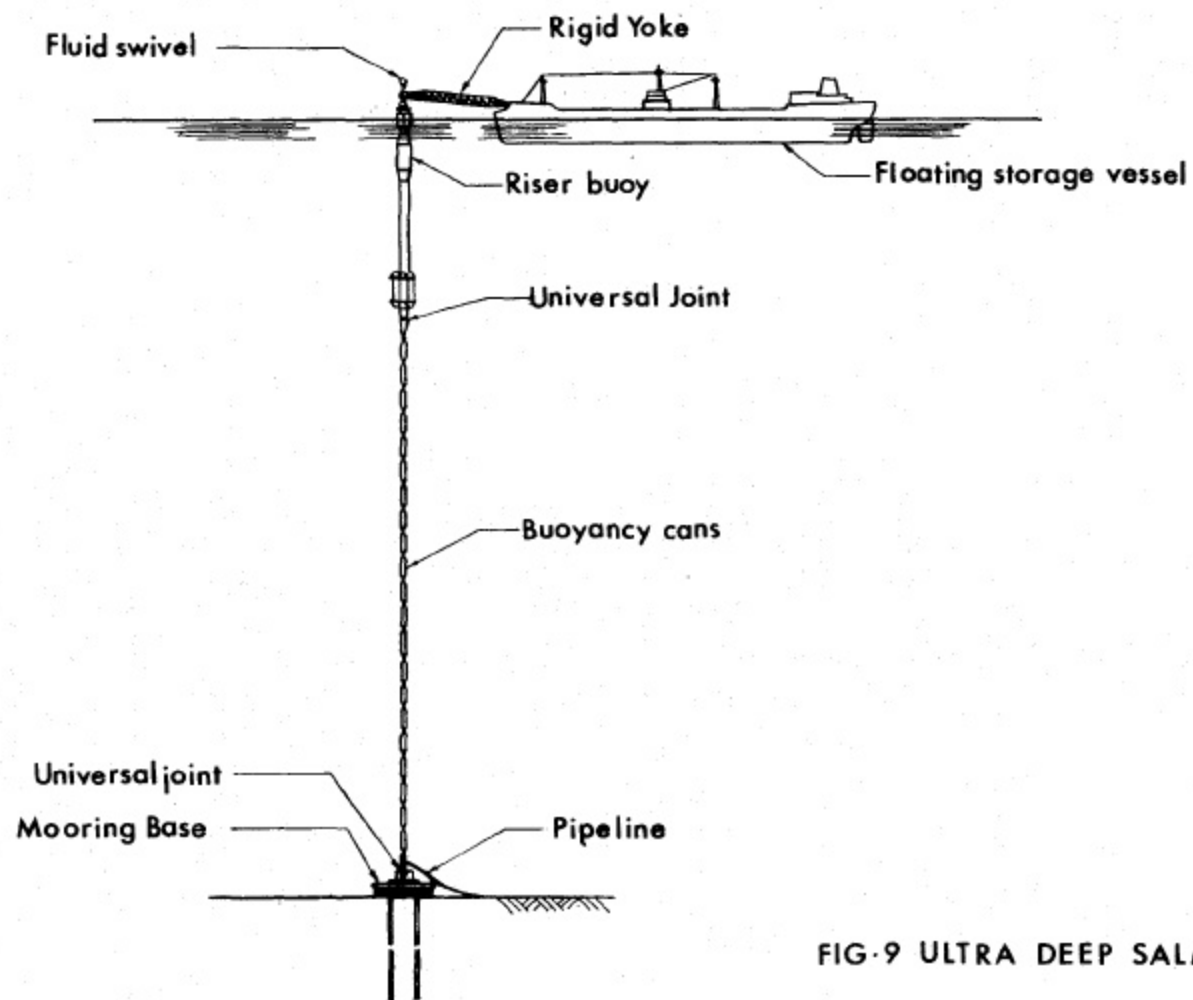 Rigid Yoke
Fluid swivel
Floating storage vessel
Riser buoy
Universal Joint
Buoyancy cans
Universal joint
Mooring Base
Pipeline
FIG·9 ULTRA DEEP